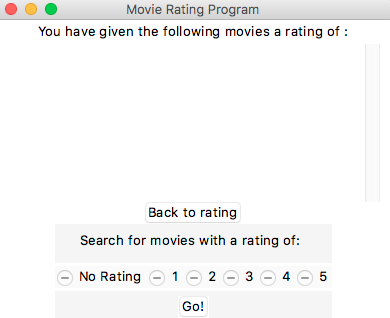 Movie Rating Program
You have given the following movies a rating of :
Back to rating
Search for movies with a rating of:
No Rating 1 2 3 4 5
Go!